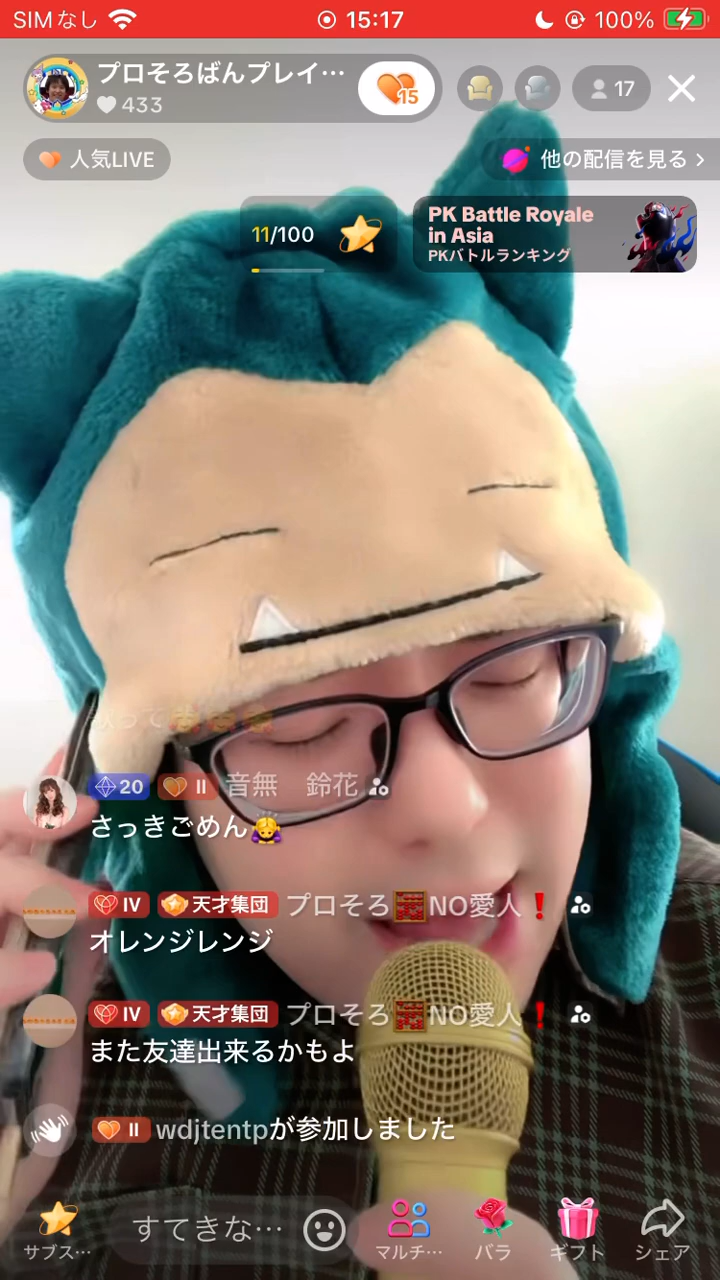 SIMなし 15:17 100%
プロそろばんプレイ… 15 17
433
人気LIVE 他の配信を見る
11/100 PK Battle Royale
in Asia
PKバトルランキング
歌って
20 II 音無 鈴花
さっきごめん
IV 天才集団 プロそろ🧮NO愛人❗
オレンジレンジ
IV 天才集団 プロそろ🧮NO愛人❗
また友達出来るかもよ
II wdjtentpが参加しました
すてきな…
サブス… マルチ… バラ ギフト シェア